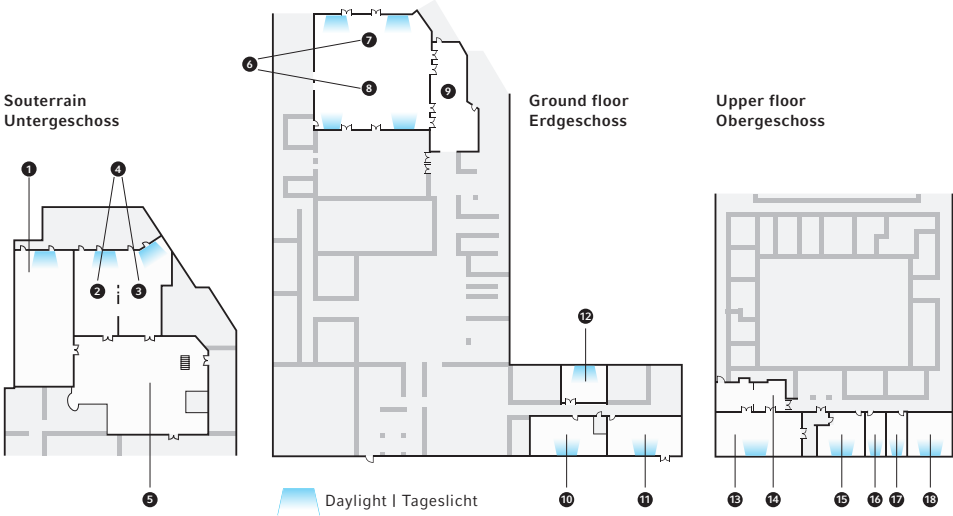 6
7
8
9
Souterrain
Untergeschoss
1
4
2
3
5
Ground floor
Erdgeschoss
12
10
11
Upper floor
Obergeschoss
13
14
15
16
17
18
Daylight | Tageslicht